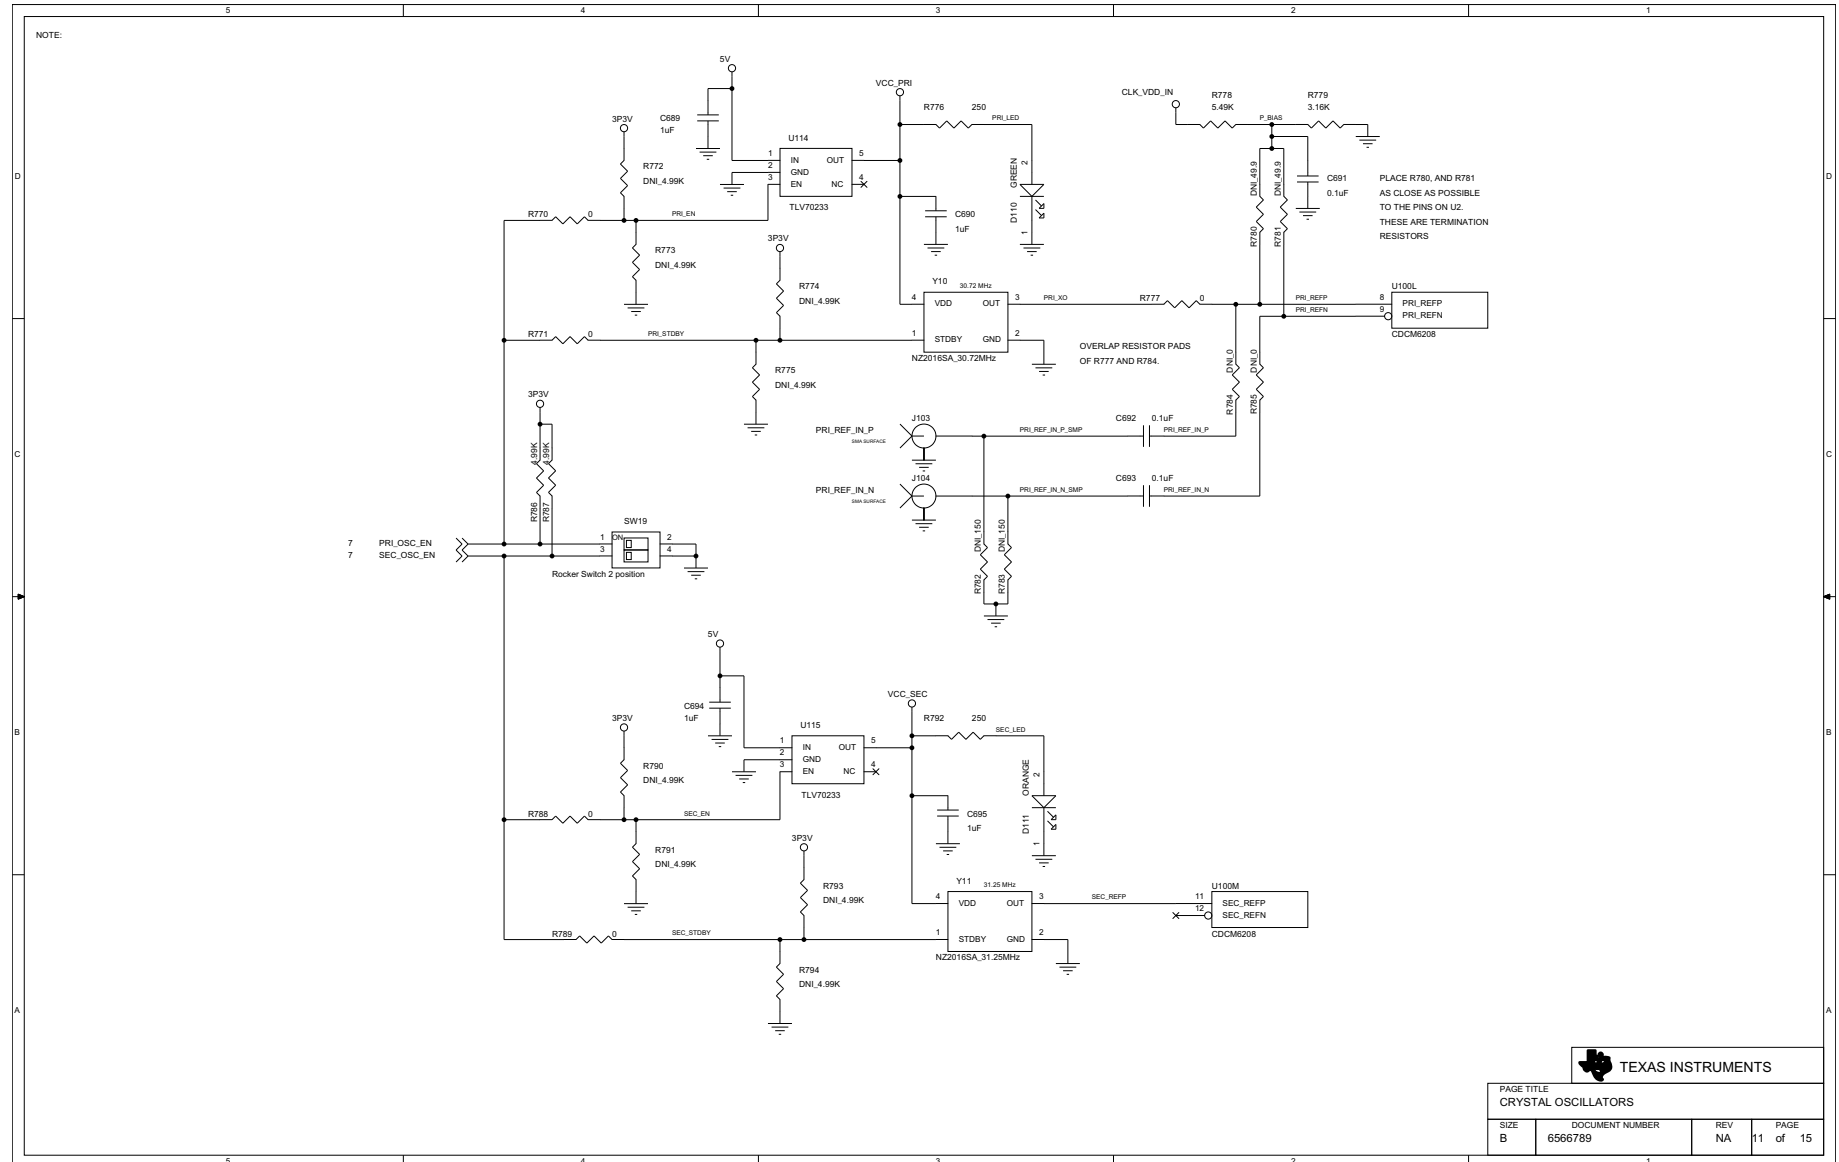 5 4 3 2 1
NOTE:
5V
C689
1uF
3P3V
R772
DNI_4.99K
U114
1 IN OUT 5
2 GND
3 EN NC 4
TLV70233
VCC_PRI
R776 250
PRI_LED
D110 GREEN
2
1
C690
1uF
R770 0
PRI_EN
R773
DNI_4.99K
3P3V
R774
DNI_4.99K
CLK_VDD_IN
R778
5.49K
P_BIAS
R779
3.16K
R780 DNI_49.9
R781 DNI_49.9
C691
0.1uF
PLACE R780, AND R781
AS CLOSE AS POSSIBLE
TO THE PINS ON U2.
THESE ARE TERMINATION
RESISTORS
D D
Y10 30.72 MHz
4 VDD OUT 3
1 STDBY GND 2
NZ2016SA_30.72MHz
PRI_XO
R777 0
PRI_REFP
PRI_REFN
U100L
8 PRI_REFP
9 PRI_REFN
CDCM6208
R771 0
PRI_STDBY
R775
DNI_4.99K
OVERLAP RESISTOR PADS
OF R777 AND R784.
R784 DNI_0
R785 DNI_0
3P3V
R786 4.99K
R787 4.99K
PRI_REF_IN_P
SMA SURFACE
J103
PRI_REF_IN_P_SMP
C692 0.1uF
PRI_REF_IN_P
C C
PRI_REF_IN_N
SMA SURFACE
J104
PRI_REF_IN_N_SMP
C693 0.1uF
PRI_REF_IN_N
R782 DNI_150
R783 DNI_150
7 PRI_OSC_EN
7 SEC_OSC_EN
SW19
1 ON 2
3 4
Rocker Switch 2 position
5V
C694
1uF
3P3V
R790
DNI_4.99K
U115
1 IN OUT 5
2 GND
3 EN NC 4
TLV70233
VCC_SEC
R792 250
SEC_LED
D111 ORANGE
2
1
C695
1uF
B B
R788 0
SEC_EN
R791
DNI_4.99K
3P3V
R793
DNI_4.99K
Y11 31.25 MHz
4 VDD OUT 3
1 STDBY GND 2
NZ2016SA_31.25MHz
SEC_REFP
U100M
11 SEC_REFP
12 SEC_REFN
CDCM6208
R789 0
SEC_STDBY
R794
DNI_4.99K
A A
TEXAS INSTRUMENTS
PAGE TITLE
CRYSTAL OSCILLATORS
SIZE DOCUMENT NUMBER REV PAGE
B 6566789 NA 11 of 15
5 4 3 2 1